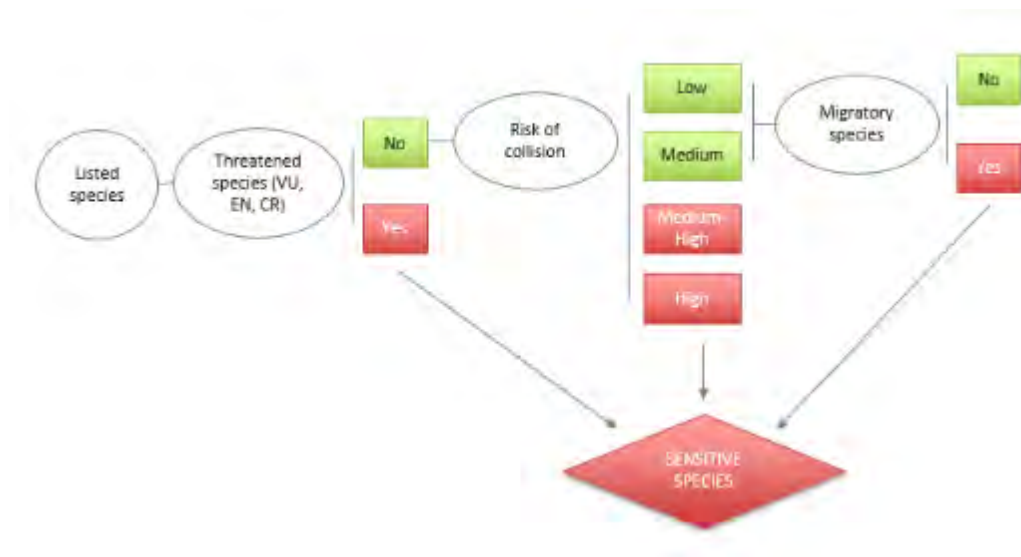 Listed
species
Threatened
species (VU,
EN, CR)
No
Yes
Risk of
collision
Low
Medium
Medium-
High
High
Migratory
species
No
Yes
SENSITIVE
SPECIES